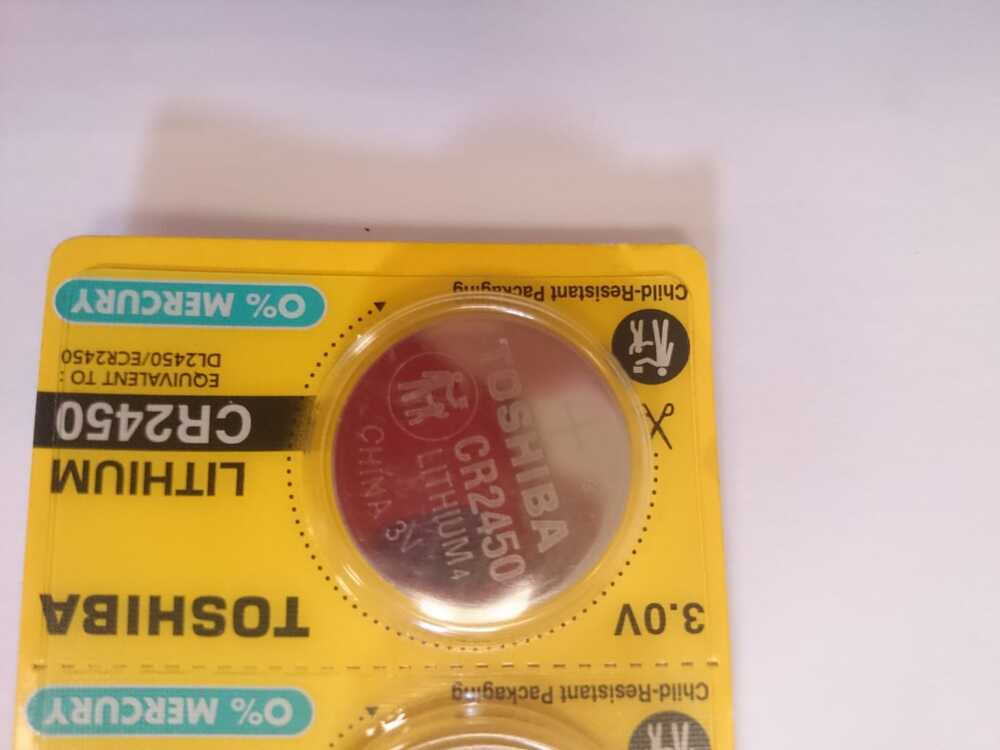 Child-Resistant Packaging
0% MERCURY
3.0V
TOSHIBA
LITHIUM
CR2450
EQUIVALENT TO :
DL2450/ECR2450
0% MERCURY
Child-Resistant Packaging
TOSHIBA
CR2450
LITHIUM 4
CHINA 3V